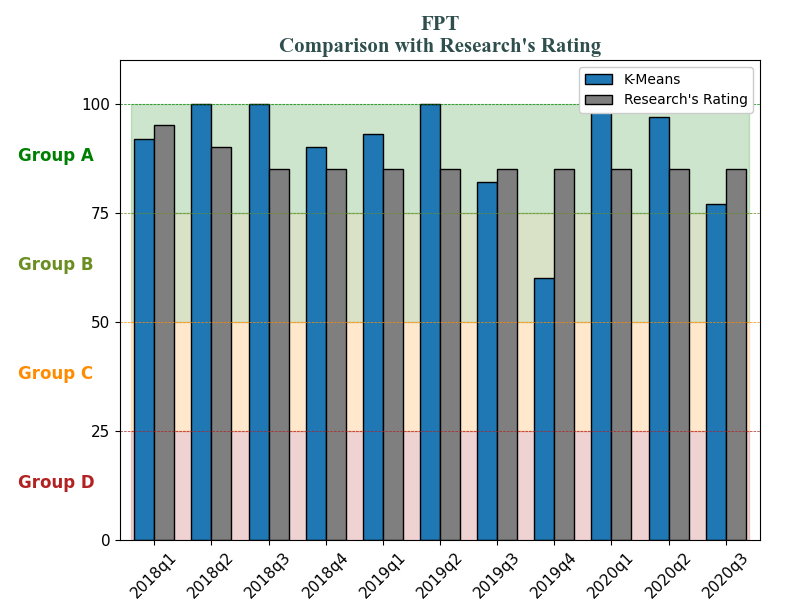 FPT
Comparison with Research's Rating
K-Means
Research's Rating
100
Group A
75
Group B
50
Group C
25
Group D
0
2018q1 2018q2 2018q3 2018q4 2019q1 2019q2 2019q3 2019q4 2020q1 2020q2 2020q3